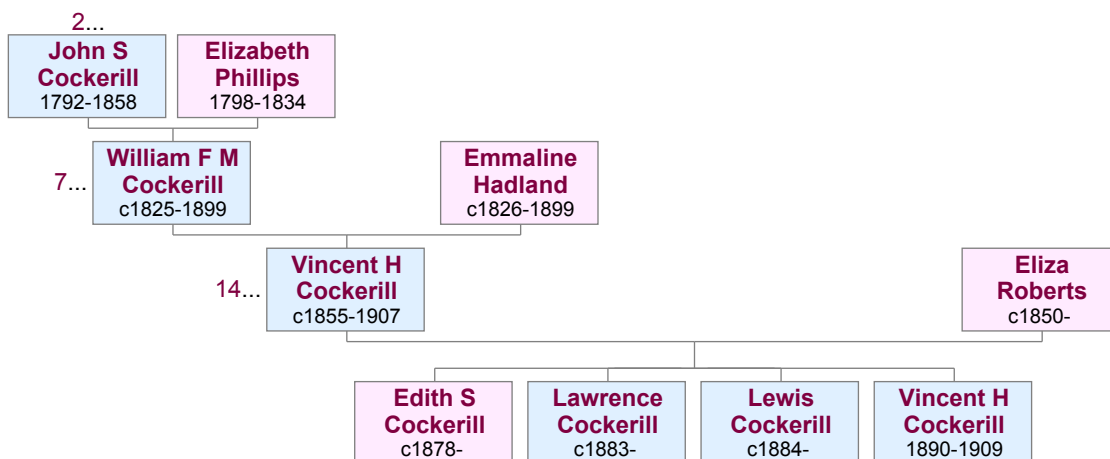 2...
John S
Cockerill
1792-1858
Elizabeth
Phillips
1798-1834
7...
William F M
Cockerill
c1825-1899
Emmaline
Hadland
c1826-1899
14...
Vincent H
Cockerill
c1855-1907
Eliza
Roberts
c1850-
Edith S
Cockerill
c1878-
Lawrence
Cockerill
c1883-
Lewis
Cockerill
c1884-
Vincent H
Cockerill
1890-1909